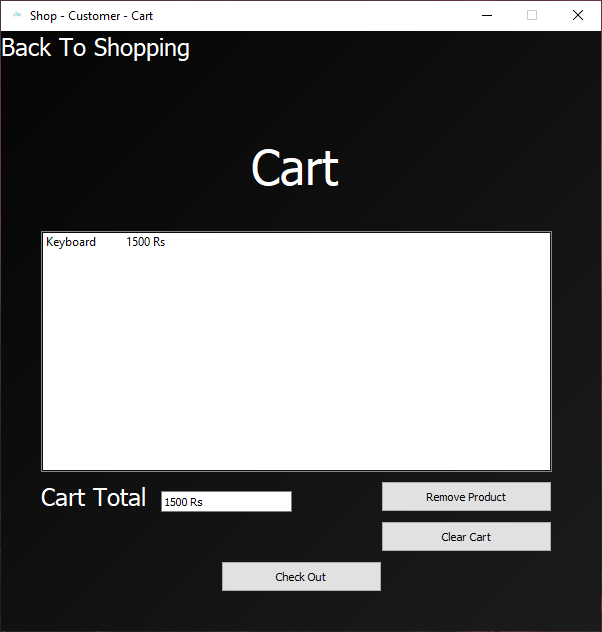 Shop - Customer - Cart
Back To Shopping
Cart
Keyboard 1500 Rs
Cart Total 1500 Rs
Remove Product
Clear Cart
Check Out